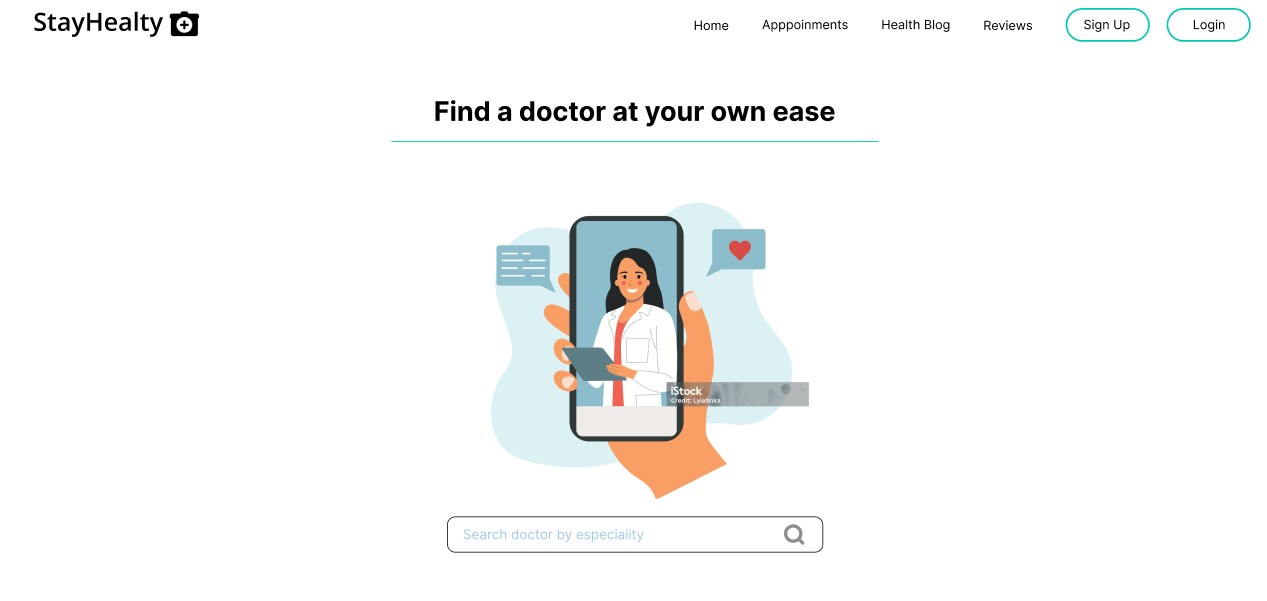 StayHealty
Home Apppoinments Health Blog Reviews Sign Up Login
Find a doctor at your own ease
iStock
Credit: Lyudinka
Search doctor by especiality